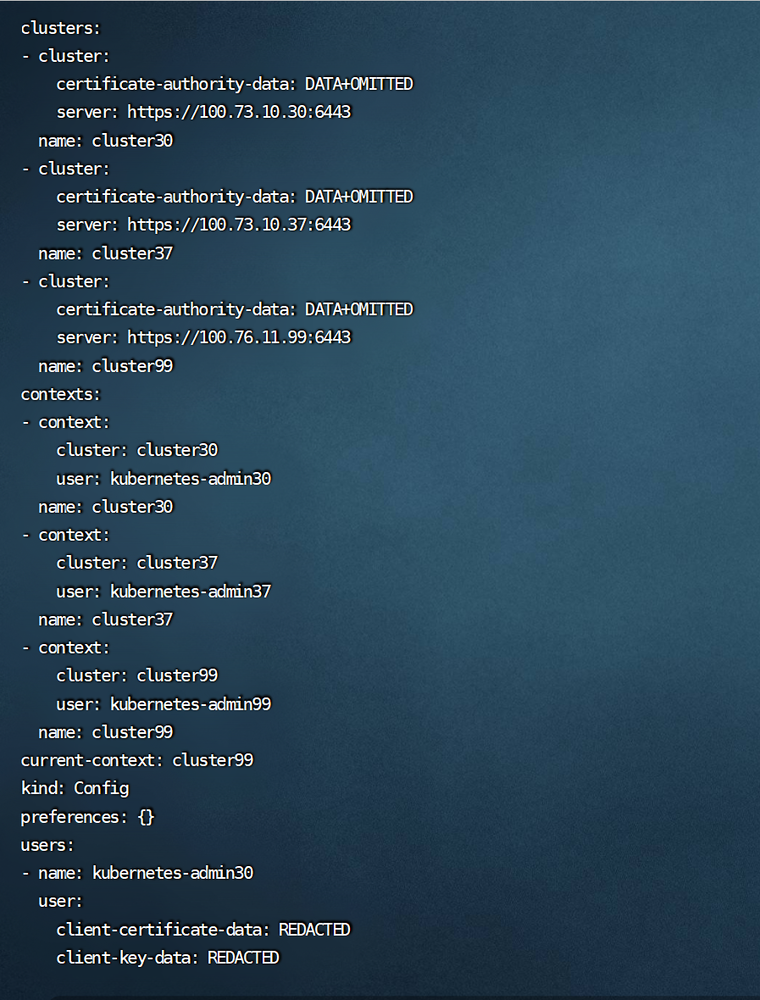 clusters:
- cluster:
    certificate-authority-data: DATA+OMITTED
    server: https://100.73.10.30:6443
  name: cluster30
- cluster:
    certificate-authority-data: DATA+OMITTED
    server: https://100.73.10.37:6443
  name: cluster37
- cluster:
    certificate-authority-data: DATA+OMITTED
    server: https://100.76.11.99:6443
  name: cluster99
contexts:
- context:
    cluster: cluster30
    user: kubernetes-admin30
  name: cluster30
- context:
    cluster: cluster37
    user: kubernetes-admin37
  name: cluster37
- context:
    cluster: cluster99
    user: kubernetes-admin99
  name: cluster99
current-context: cluster99
kind: Config
preferences: {}
users:
- name: kubernetes-admin30
  user:
    client-certificate-data: REDACTED
    client-key-data: REDACTED